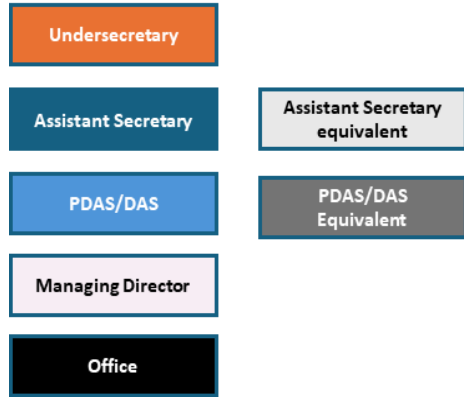 Undersecretary
Assistant Secretary
Assistant Secretary
equivalent
PDAS/DAS
PDAS/DAS
Equivalent
Managing Director
Office